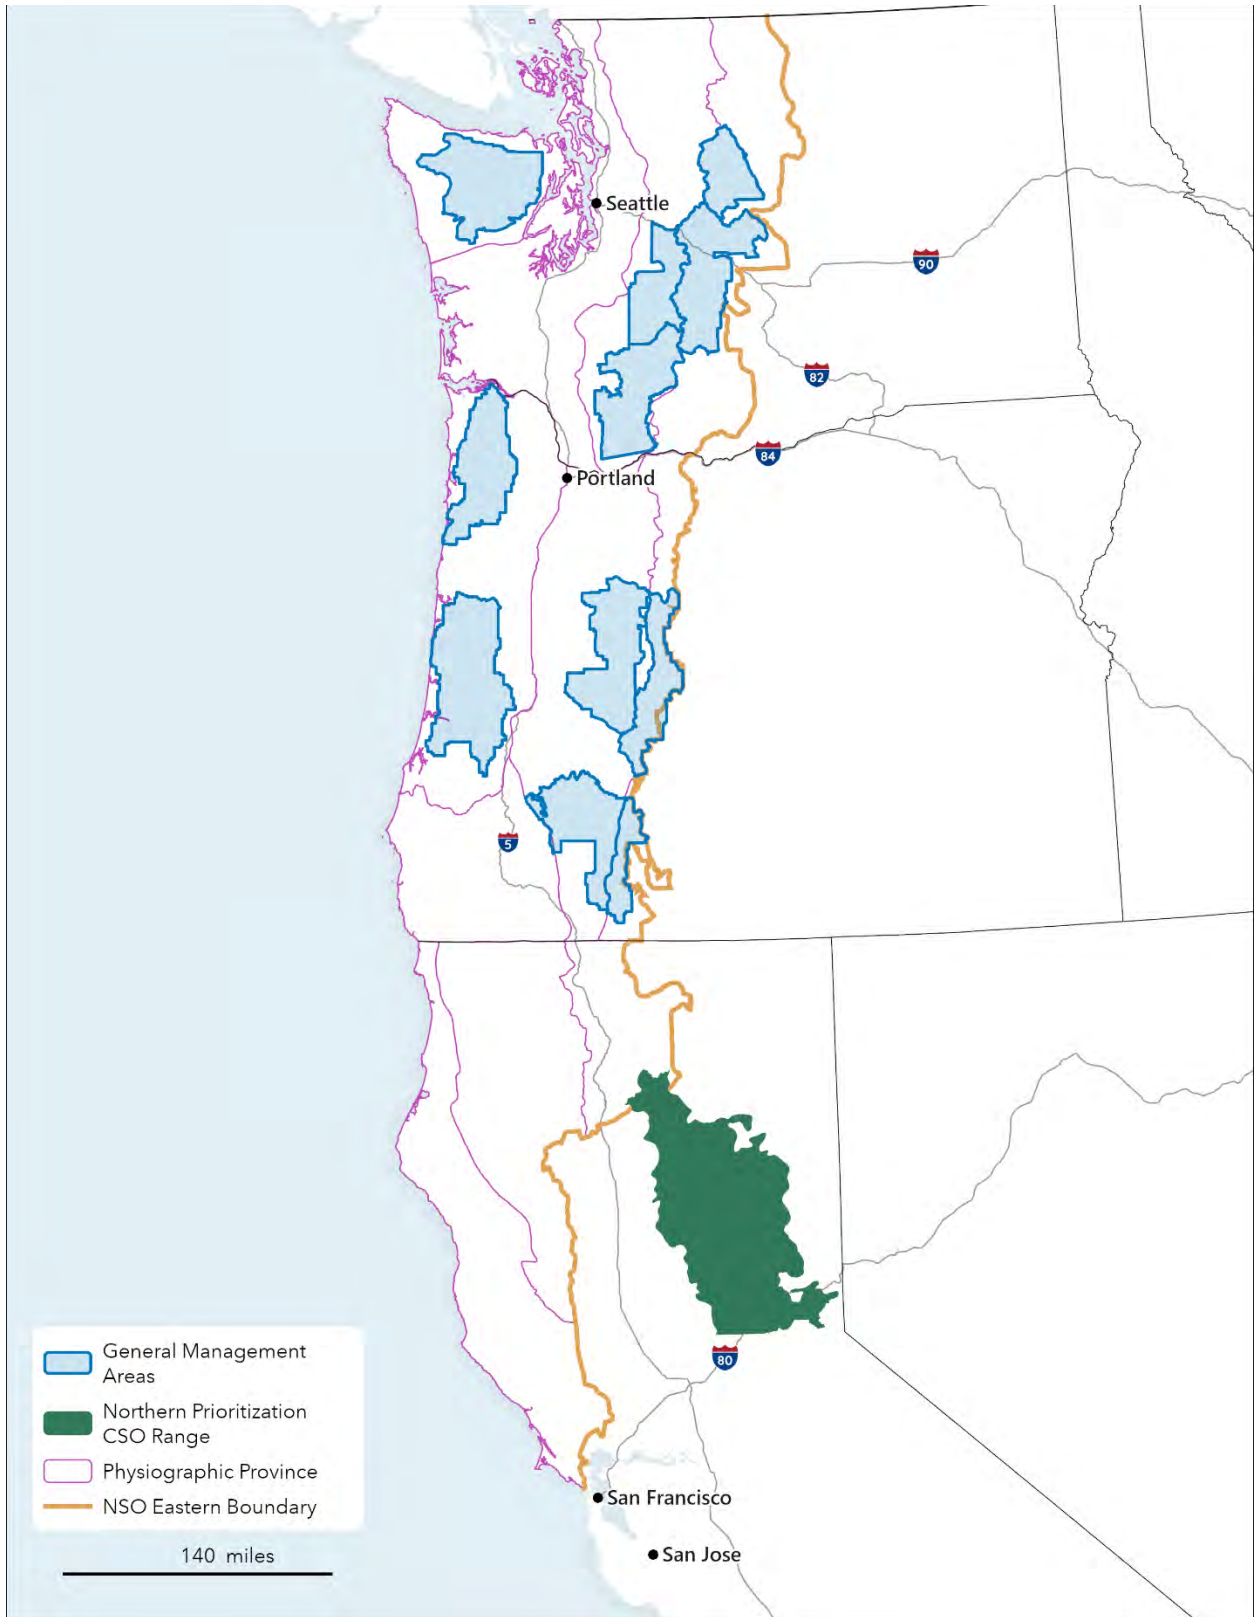 Seattle
90
82
84
Portland
5
General Management
Areas
Northern Prioritization
CSO Range
Physiographic Province
NSO Eastern Boundary
80
San Francisco
140 miles
San Jose